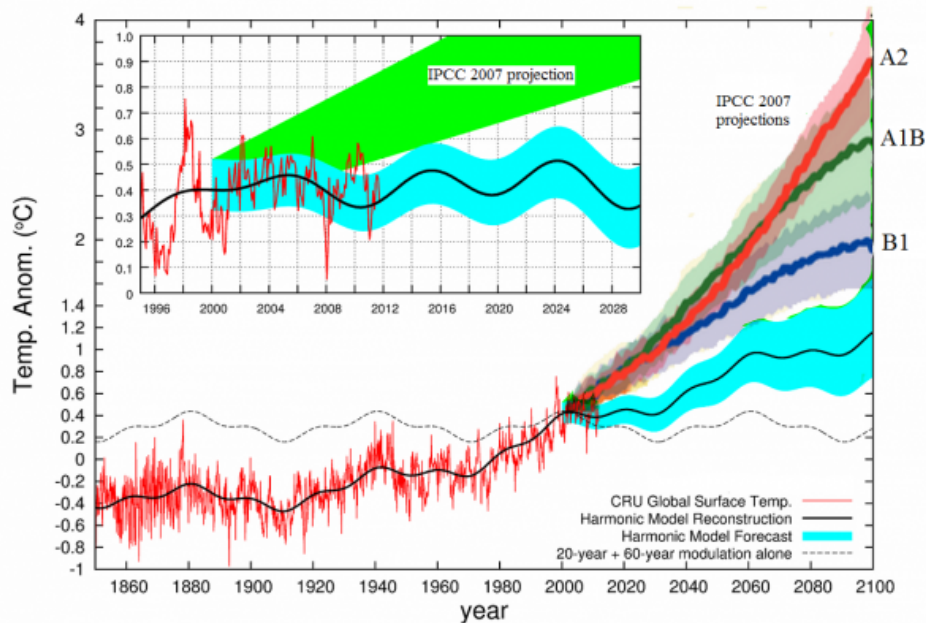 4
3
2
1.4
1.2
1
0.8
0.6
0.4
0.2
0
-0.2
-0.4
-0.6
-0.8
-1
Temp. Anom. (ºC)
1.0
0.9
0.8
0.7
0.6
0.5
0.4
0.3
0.2
0.1
0
1996 2000 2004 2008 2012 2016 2020 2024 2028
IPCC 2007 projection
IPCC 2007
projections
A2
A1B
B1
CRU Global Surface Temp.
Harmonic Model Reconstruction
Harmonic Model Forecast
20-year + 60-year modulation alone
1860 1880 1900 1920 1940 1960 1980 2000 2020 2040 2060 2080 2100
year